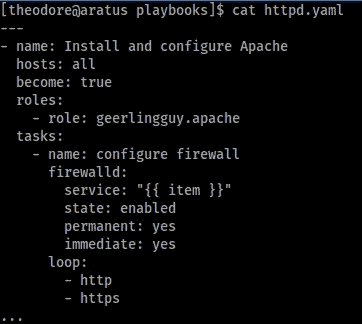 [theodore@aratus playbooks]$ cat httpd.yaml
---
- name: Install and configure Apache
  hosts: all
  become: true
  roles:
    - role: geerlingguy.apache
  tasks:
    - name: configure firewall
      firewalld:
        service: "{{ item }}"
        state: enabled
        permanent: yes
        immediate: yes
      loop:
        - http
        - https
...